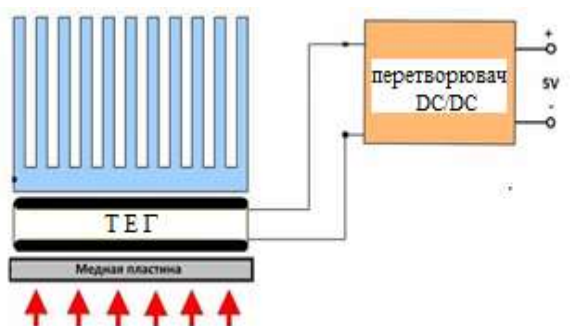 перетворювач
DC/DC
+
5V
-
ТЕГ
Медная пластина